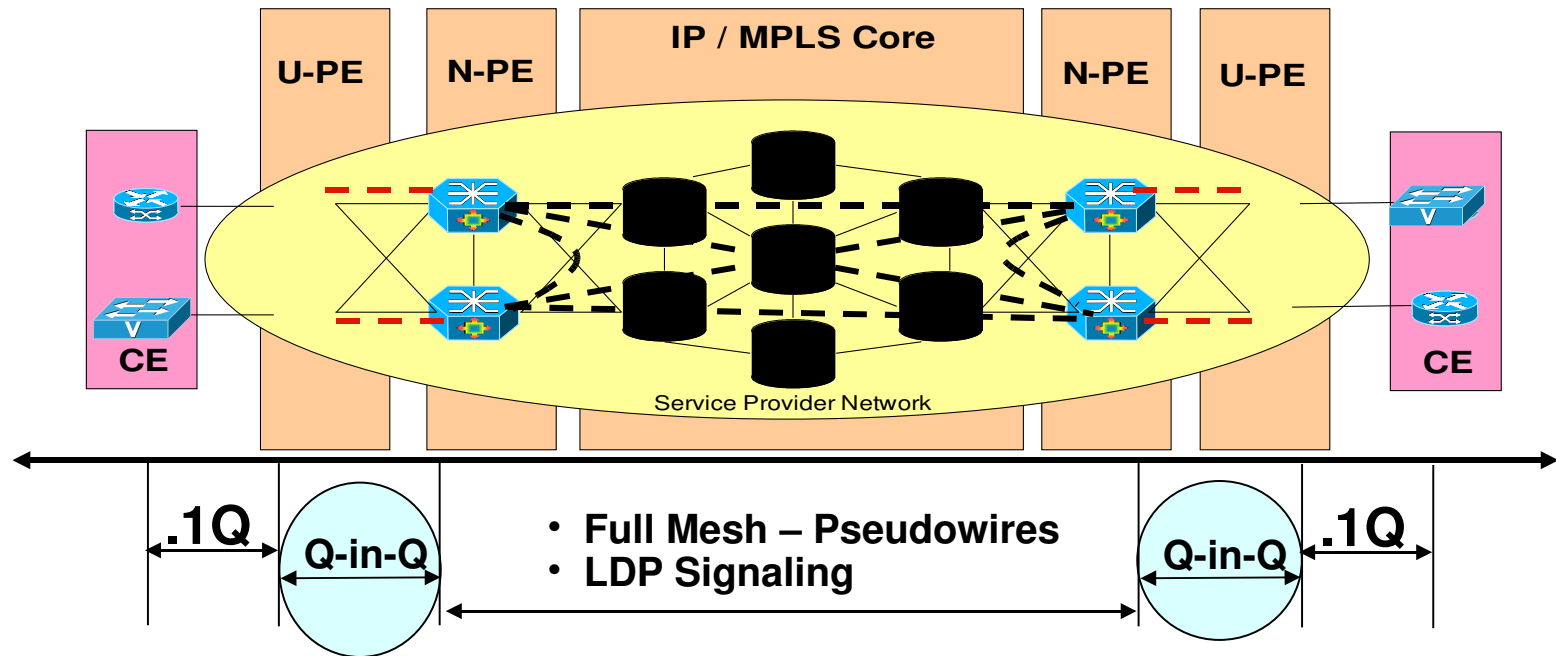 IP / MPLS Core
U-PE
N-PE
N-PE
U-PE
V
V
CE
CE
Service Provider Network
.1Q
Q-in-Q
• Full Mesh – Pseudowires
• LDP Signaling
Q-in-Q
.1Q